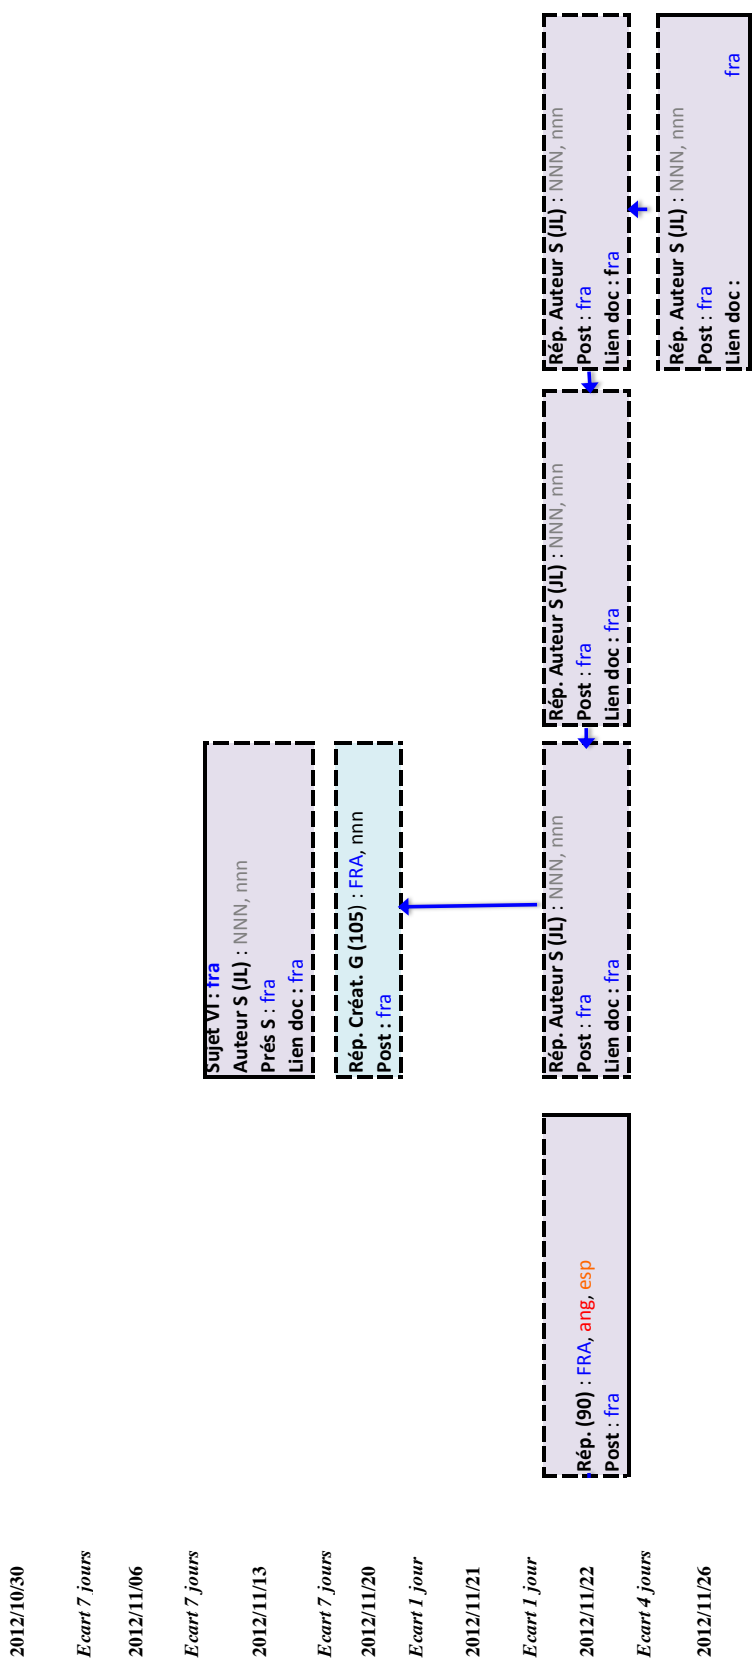 2012/10/30
Ecart 7 jours
2012/11/06
Ecart 7 jours
2012/11/13
Sujet VI : fra
Auteur S (JL) : NNN, nnn
Prés S : fra
Lien doc : fra
Ecart 7 jours
2012/11/20
Rép. Créat. G (105) : FRA, nnn
Post : fra
Ecart 1 jour
2012/11/21
Ecart 1 jour
2012/11/22
Rép. (90) : FRA, ang, esp
Post : fra
Rép. Auteur S (JL) : NNN, nnn
Post : fra
Lien doc : fra
Rép. Auteur S (JL) : NNN, nnn
Post : fra
Lien doc : fra
Rép. Auteur S (JL) : NNN, nnn
Post : fra
Lien doc : fra
Ecart 4 jours
2012/11/26
Rép. Auteur S (JL) : NNN, nnn
Post : fra
Lien doc : fra